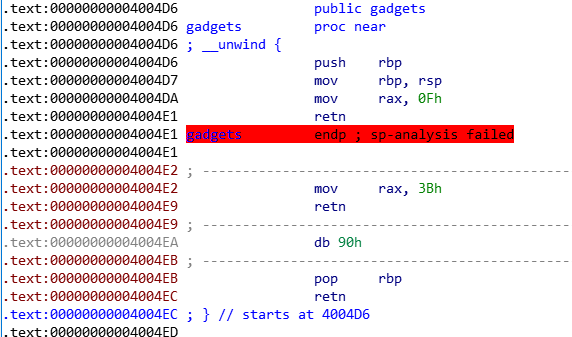 .text:00000000004004D6 public gadgets
.text:00000000004004D6 gadgets proc near
.text:00000000004004D6 ; __unwind {
.text:00000000004004D6 push rbp
.text:00000000004004D7 mov rbp, rsp
.text:00000000004004DA mov rax, 0Fh
.text:00000000004004E1 retn
.text:00000000004004E1 gadgets endp ; sp-analysis failed
.text:00000000004004E1
.text:00000000004004E2 ; ---------------------------------------------
.text:00000000004004E2 mov rax, 3Bh
.text:00000000004004E9 retn
.text:00000000004004E9 ; ---------------------------------------------
.text:00000000004004EA db 90h
.text:00000000004004EB ; ---------------------------------------------
.text:00000000004004EB pop rbp
.text:00000000004004EC retn
.text:00000000004004EC ; } // starts at 4004D6
.text:00000000004004ED